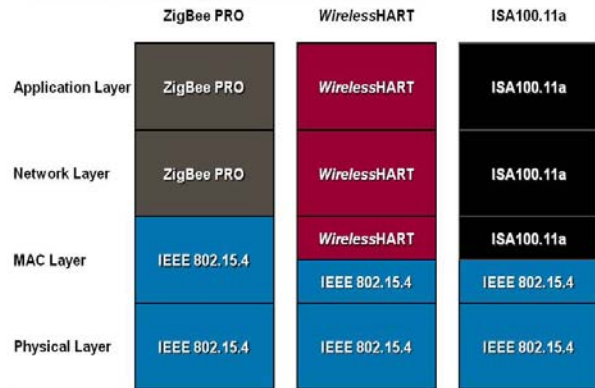 ZigBee PRO WirelessHART ISA100.11a
Application Layer ZigBee PRO WirelessHART ISA100.11a
Network Layer ZigBee PRO WirelessHART ISA100.11a
WirelessHART ISA100.11a
MAC Layer IEEE 802.15.4
IEEE 802.15.4 IEEE 802.15.4
Physical Layer IEEE 802.15.4 IEEE 802.15.4 IEEE 802.15.4